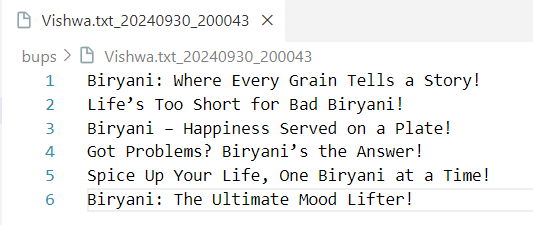 Vishwa.txt_20240930_200043 ×
bups > Vishwa.txt_20240930_200043
1 Biryani: Where Every Grain Tells a Story!
2 Life’s Too Short for Bad Biryani!
3 Biryani – Happiness Served on a Plate!
4 Got Problems? Biryani’s the Answer!
5 Spice Up Your Life, One Biryani at a Time!
6 Biryani: The Ultimate Mood Lifter!